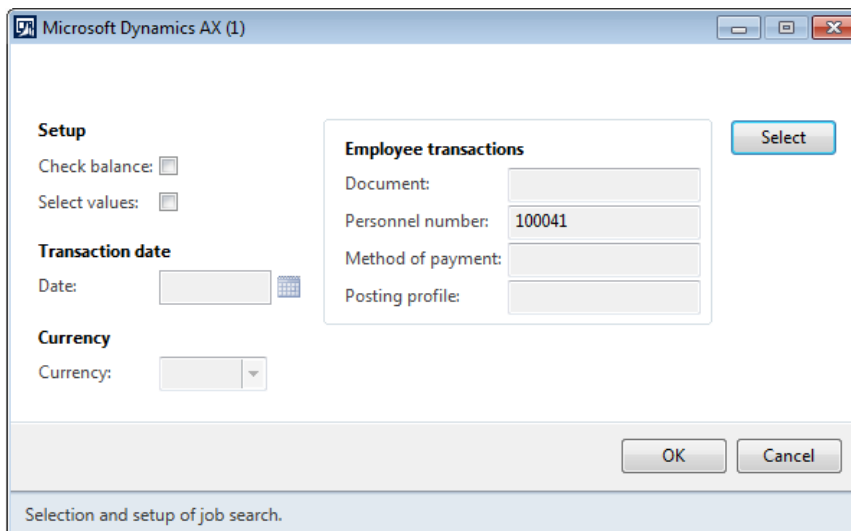 Microsoft Dynamics AX (1)
Setup
Check balance:
Select values:
Transaction date
Date:
Currency
Currency:
Employee transactions
Document:
Personnel number: 100041
Method of payment:
Posting profile:
Select
OK
Cancel
Selection and setup of job search.